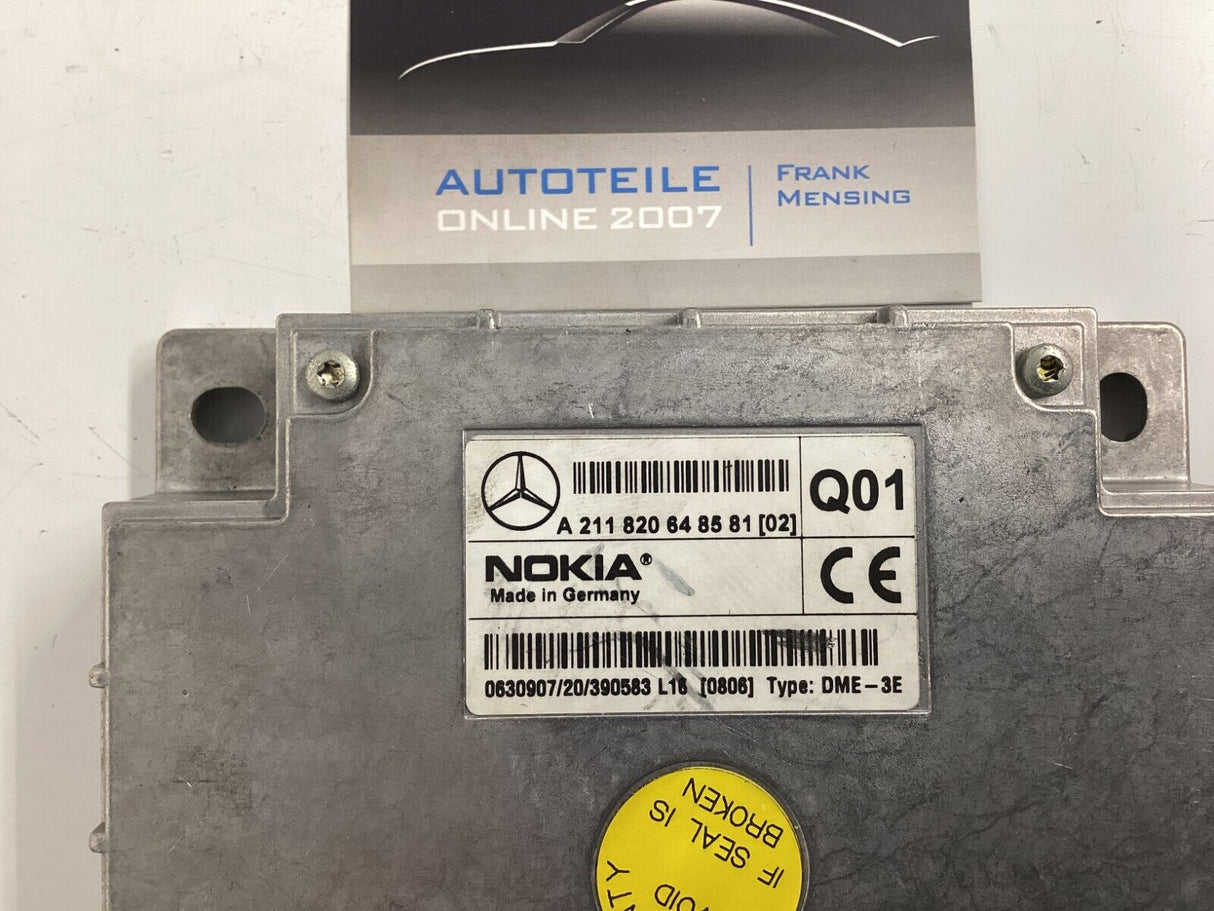 AUTOTEILE
ONLINE 2007
FRANK
MENSING
A 211 820 64 85 81 [02]
Q01
NOKIA®
Made in Germany
CE
0630907/20/390583 L16 [0806] Type: DME-3E
IF SEAL IS
BROKEN